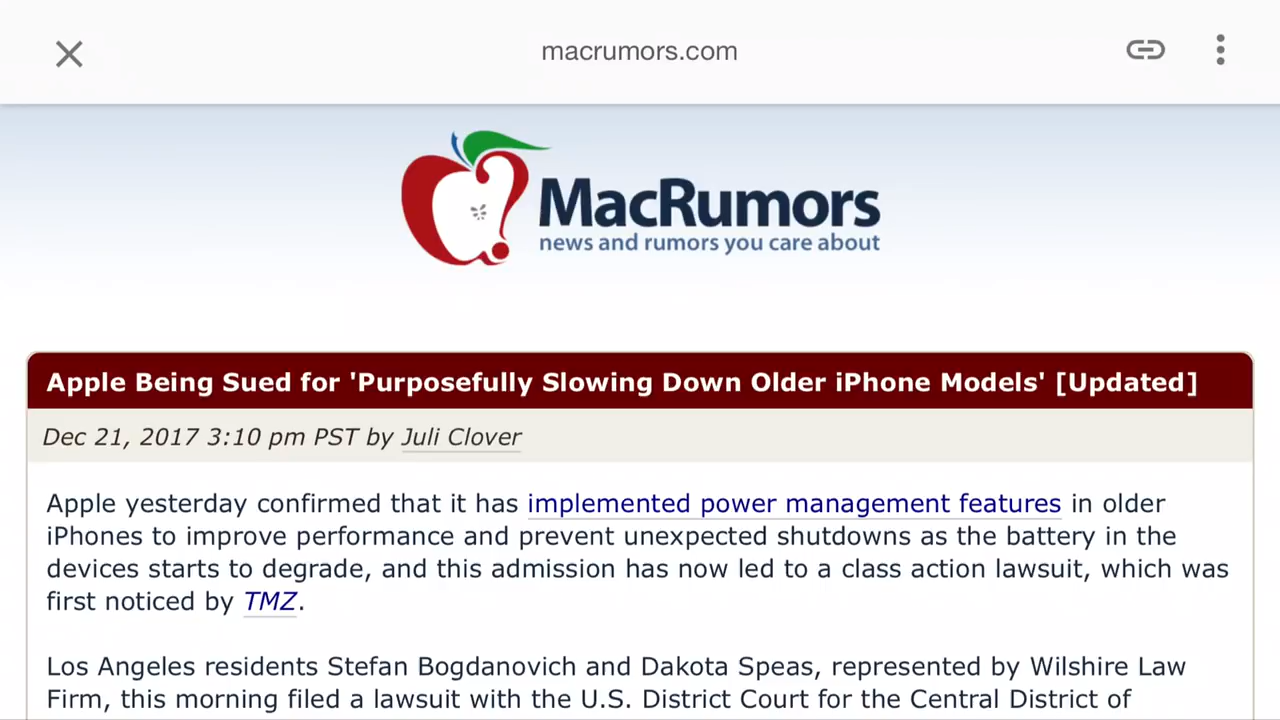 macrumors.com
MacRumors
news and rumors you care about
Apple Being Sued for 'Purposefully Slowing Down Older iPhone Models' [Updated]
Dec 21, 2017 3:10 pm PST by Juli Clover
Apple yesterday confirmed that it has implemented power management features in older
iPhones to improve performance and prevent unexpected shutdowns as the battery in the
devices starts to degrade, and this admission has now led to a class action lawsuit, which was
first noticed by TMZ.
Los Angeles residents Stefan Bogdanovich and Dakota Speas, represented by Wilshire Law
Firm, this morning filed a lawsuit with the U.S. District Court for the Central District of